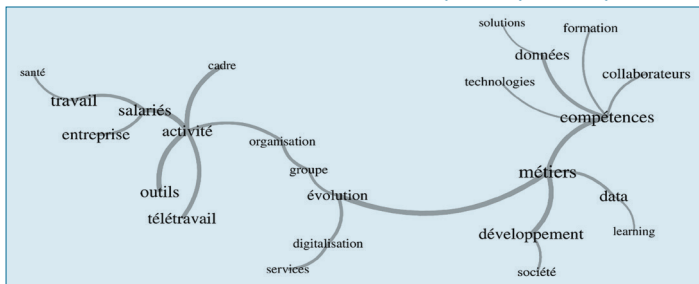 solutions
formation
données
cadre
santé
technologies
collaborateurs
travail
salariés
compétences
entreprise
activité
organisation
groupe
métiers
outils
évolution
data
télétravail
learning
développement
digitalisation
services
société